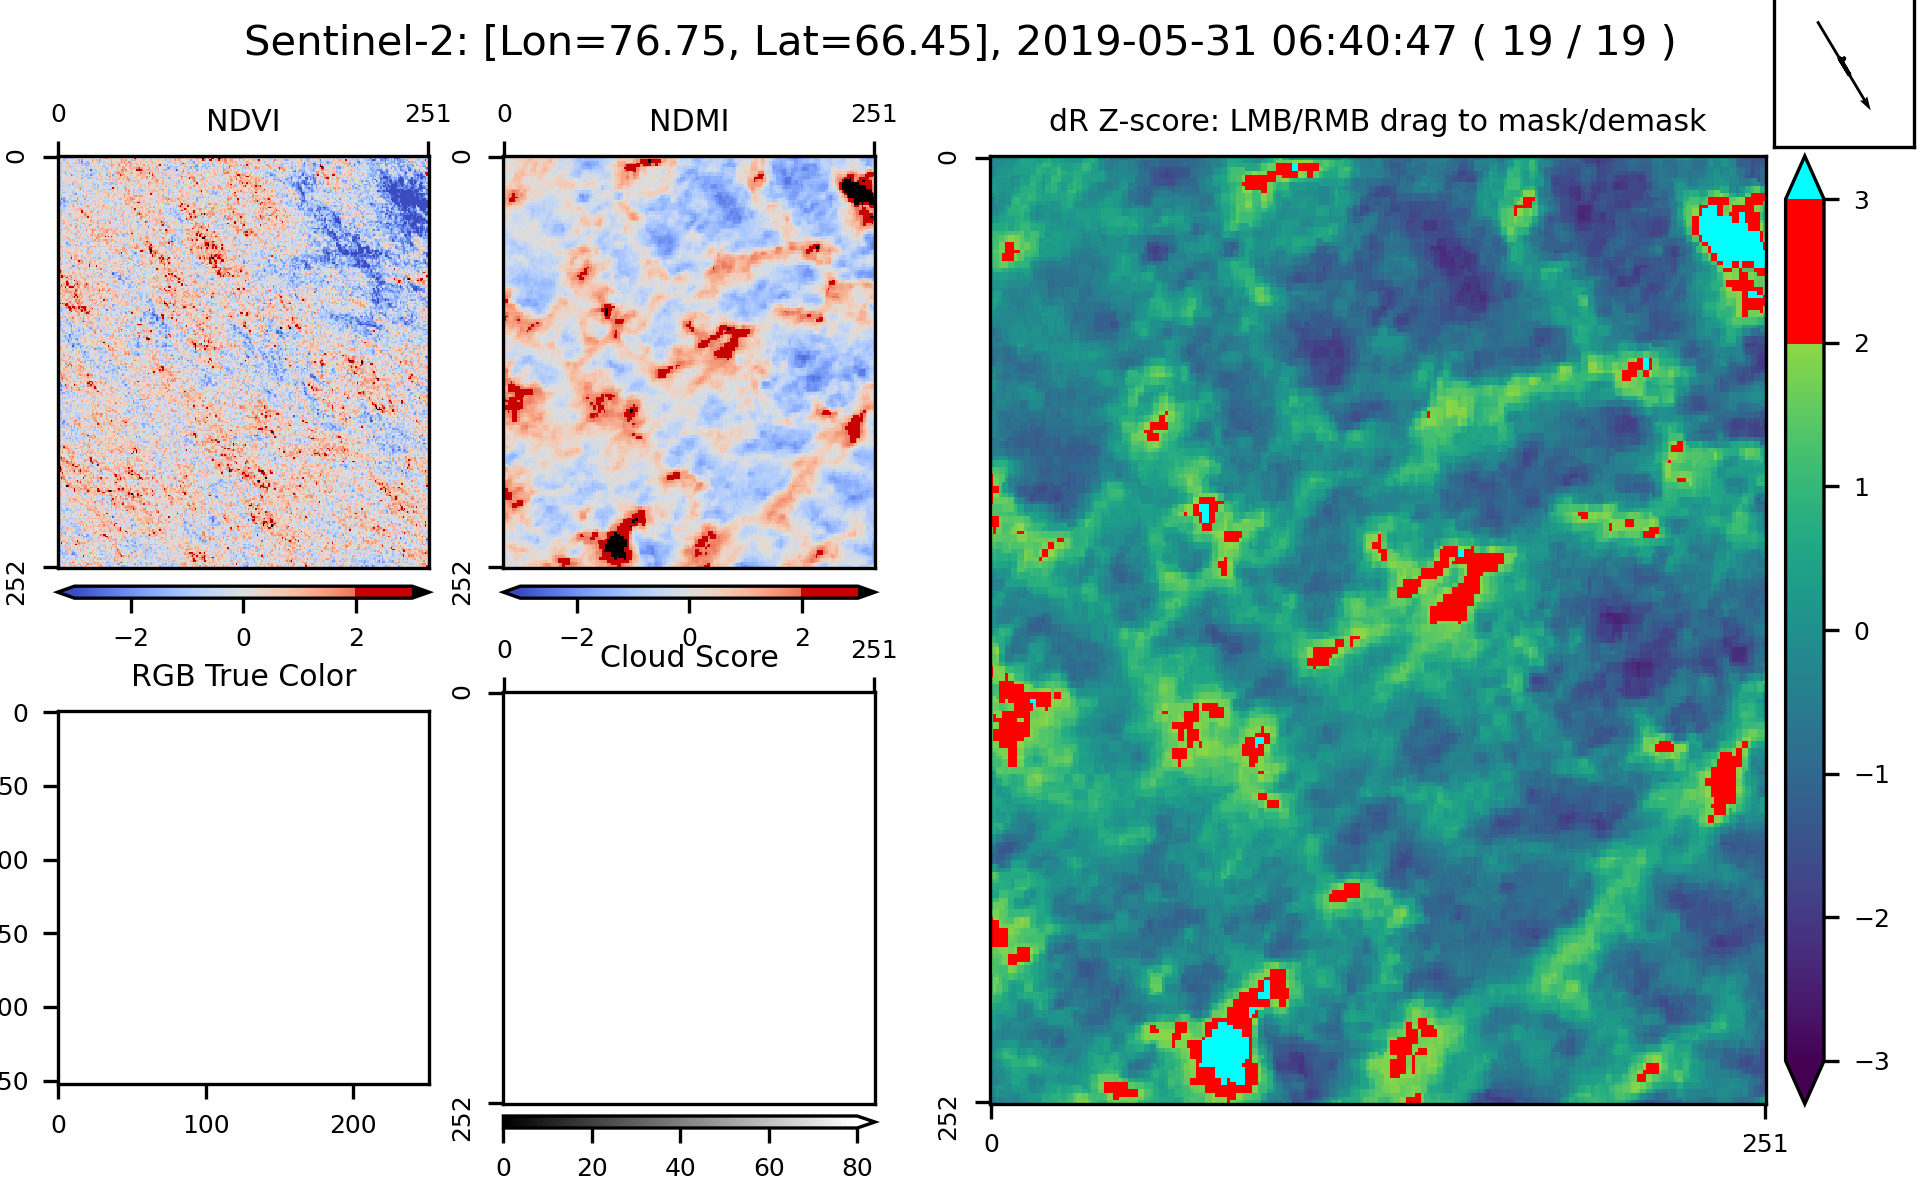 Sentinel-2: [Lon=76.75, Lat=66.45], 2019-05-31 06:40:47 ( 19 / 19 )
NDVI
0 251
0
252
−2 0 2
NDMI
0 251
0
252
−2 0 2
dR Z-score: LMB/RMB drag to mask/demask
0
252
0 251
3
2
1
0
−1
−2
−3
RGB True Color
0
50
00
50
00
50
0 100 200
Cloud Score
0 251
0
252
0 20 40 60 80